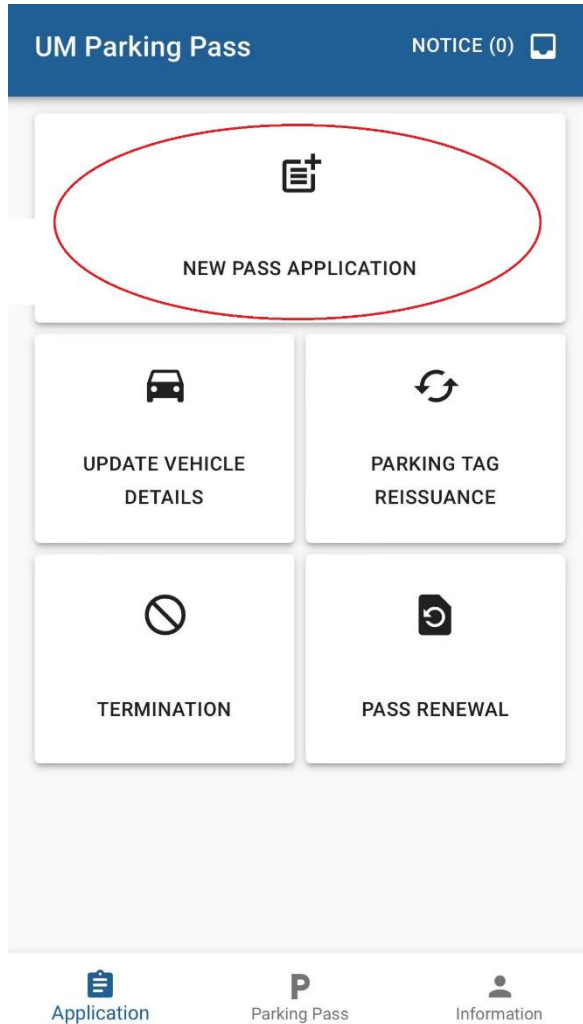 UM Parking Pass
NOTICE (0)
NEW PASS APPLICATION
UPDATE VEHICLE
DETAILS
PARKING TAG
REISSUANCE
TERMINATION
PASS RENEWAL
P
Application
Parking Pass
Information